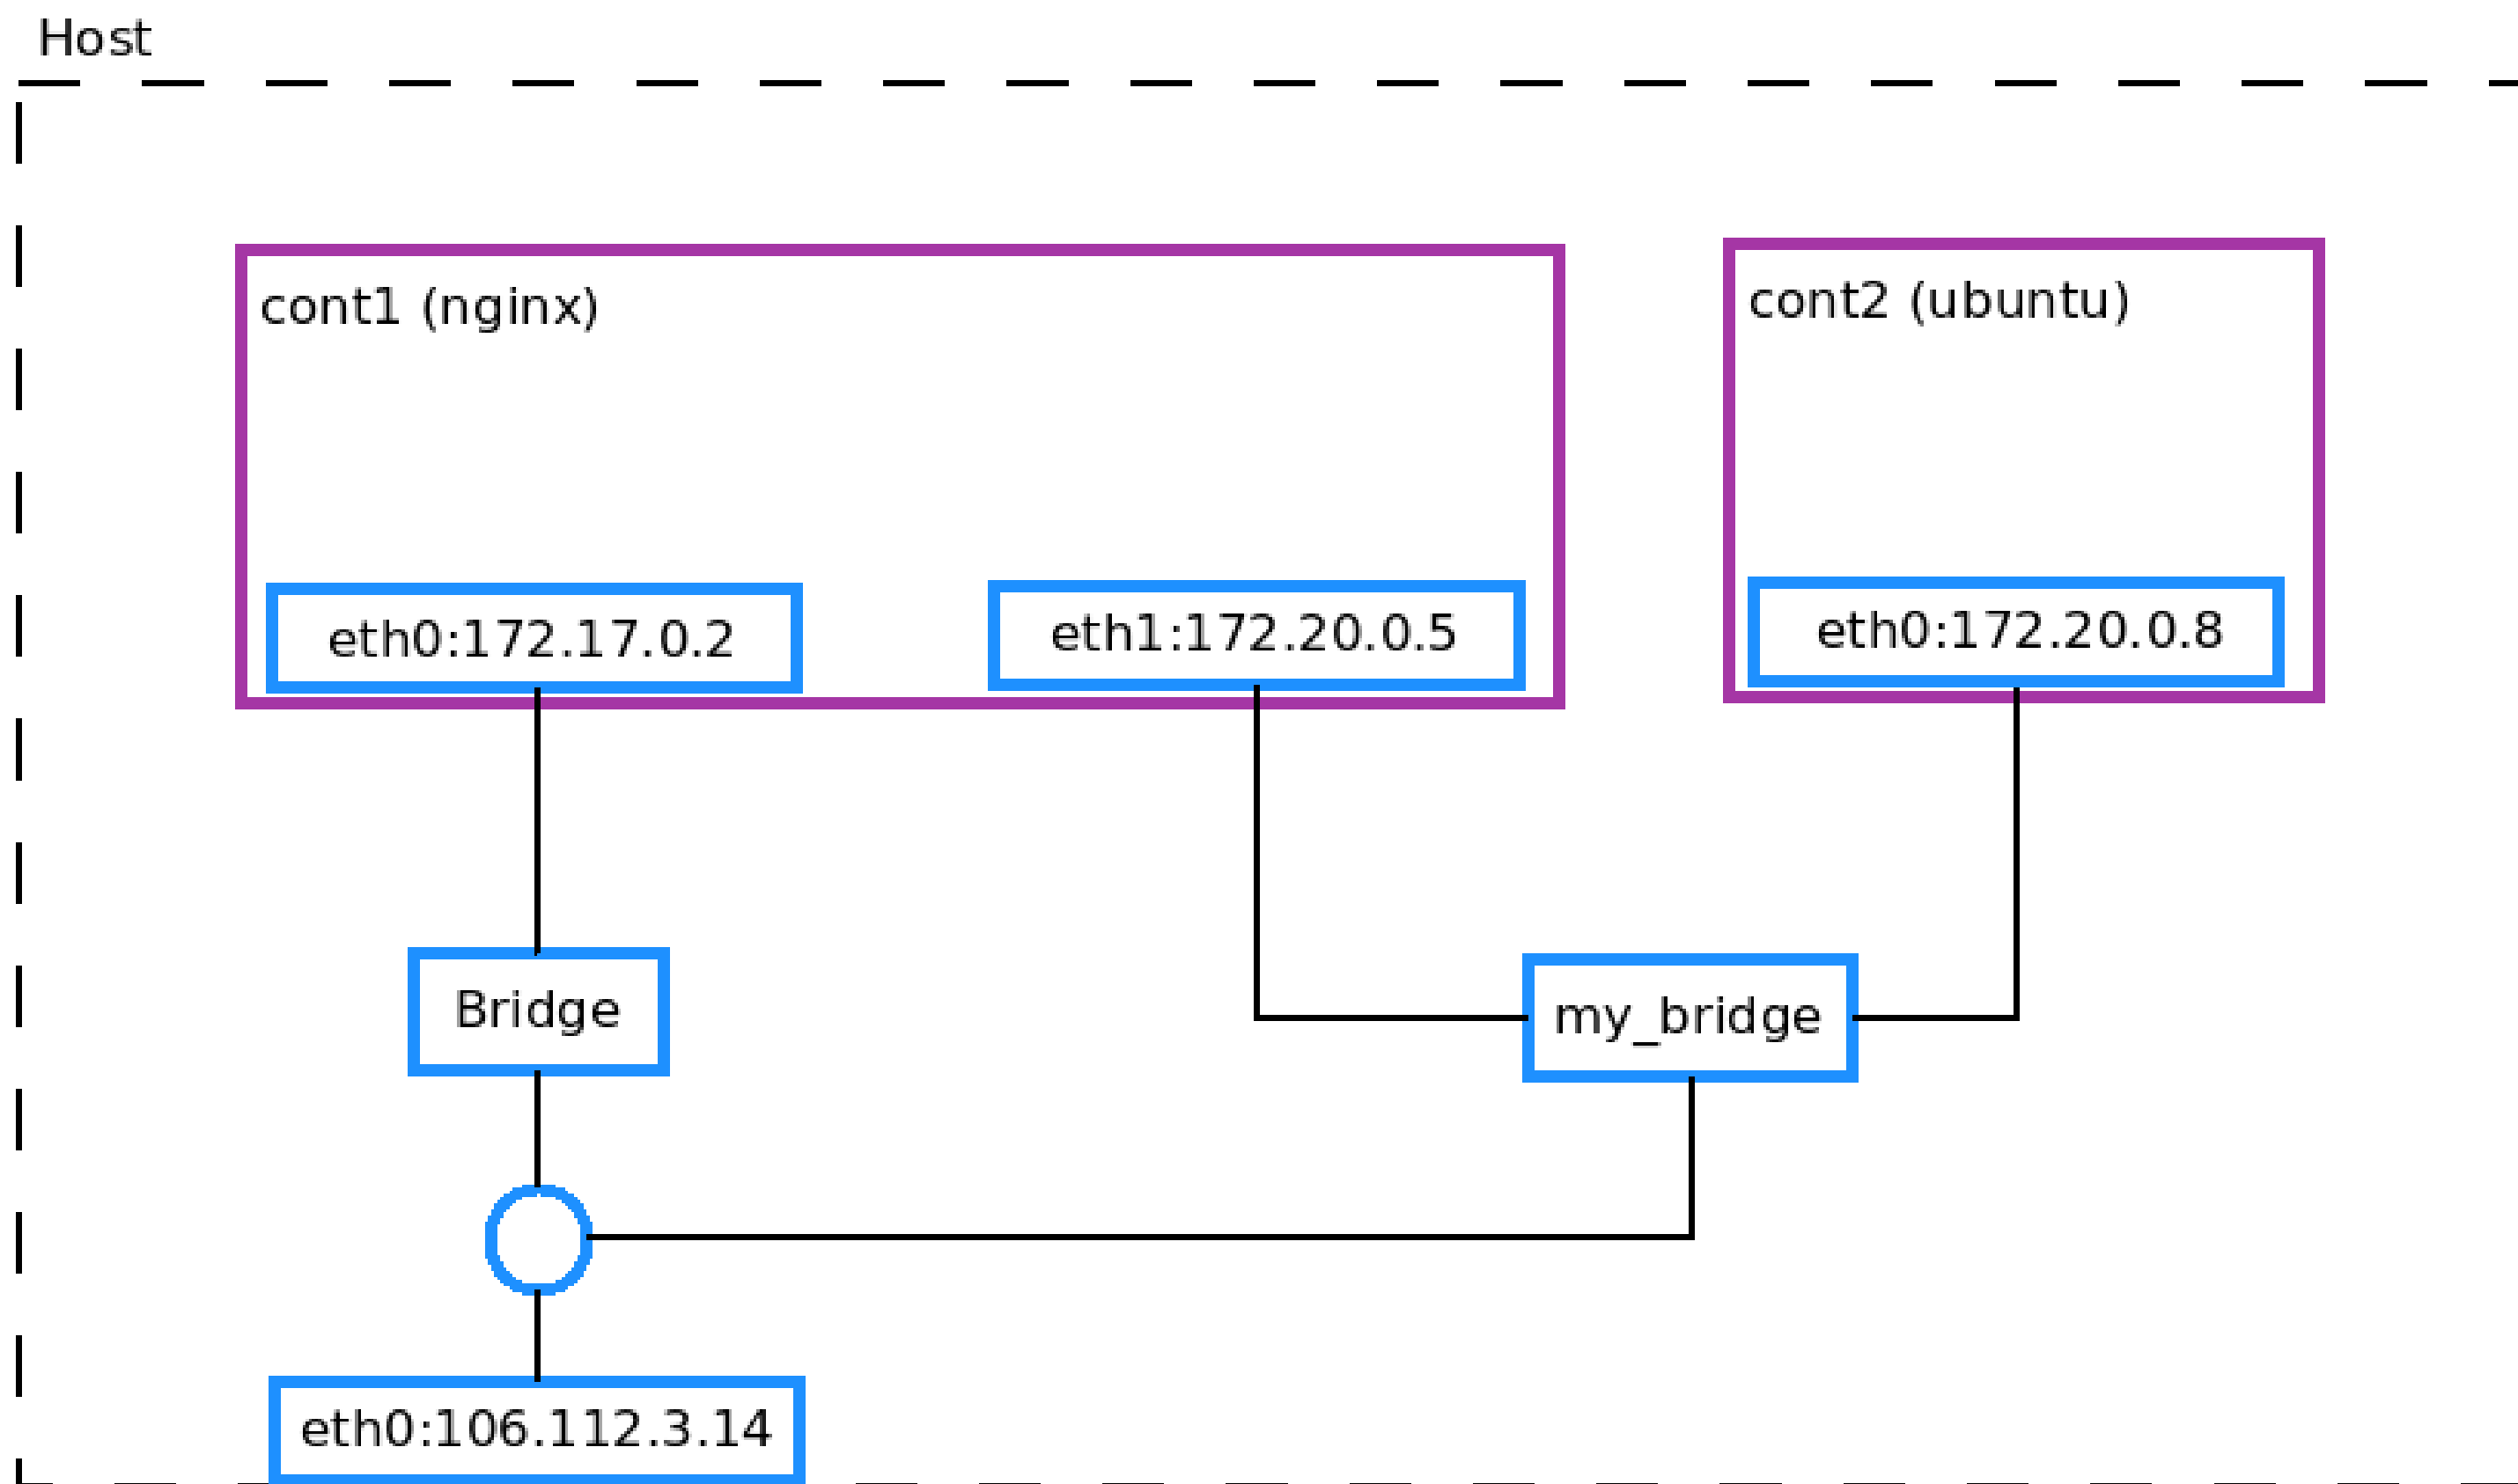 Host
cont1 (nginx)
cont2 (ubuntu)
eth0:172.17.0.2
eth1:172.20.0.5
eth0:172.20.0.8
Bridge
my_bridge
eth0:106.112.3.14